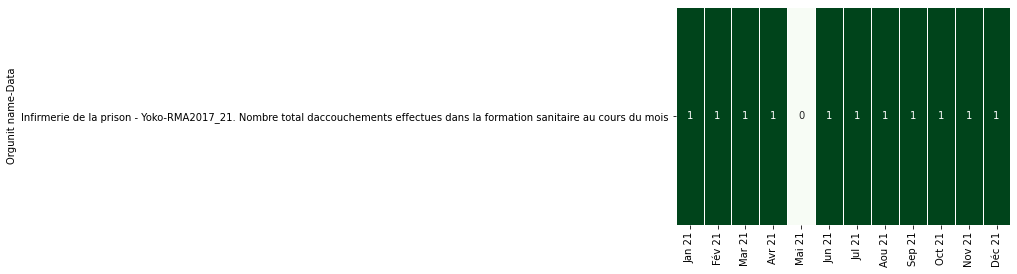 Orgunit name-Data
Infirmerie de la prison - Yoko-RMA2017_21. Nombre total daccouchements effectues dans la formation sanitaire au cours du mois
1 1 1 1 0 1 1 1 1 1 1 1
Jan 21 Fév 21 Mar 21 Avr 21 Mai 21 Jun 21 Jul 21 Aou 21 Sep 21 Oct 21 Nov 21 Déc 21